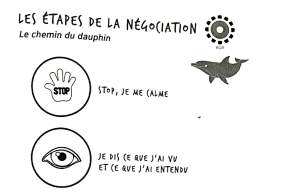 LES ÉTAPES DE LA NÉGOCIATION
Le chemin du dauphin
STOP
STOP, JE ME CALME
JE DIS CE QUE J'AI VU
ET CE QUE J'AI ENTENDU